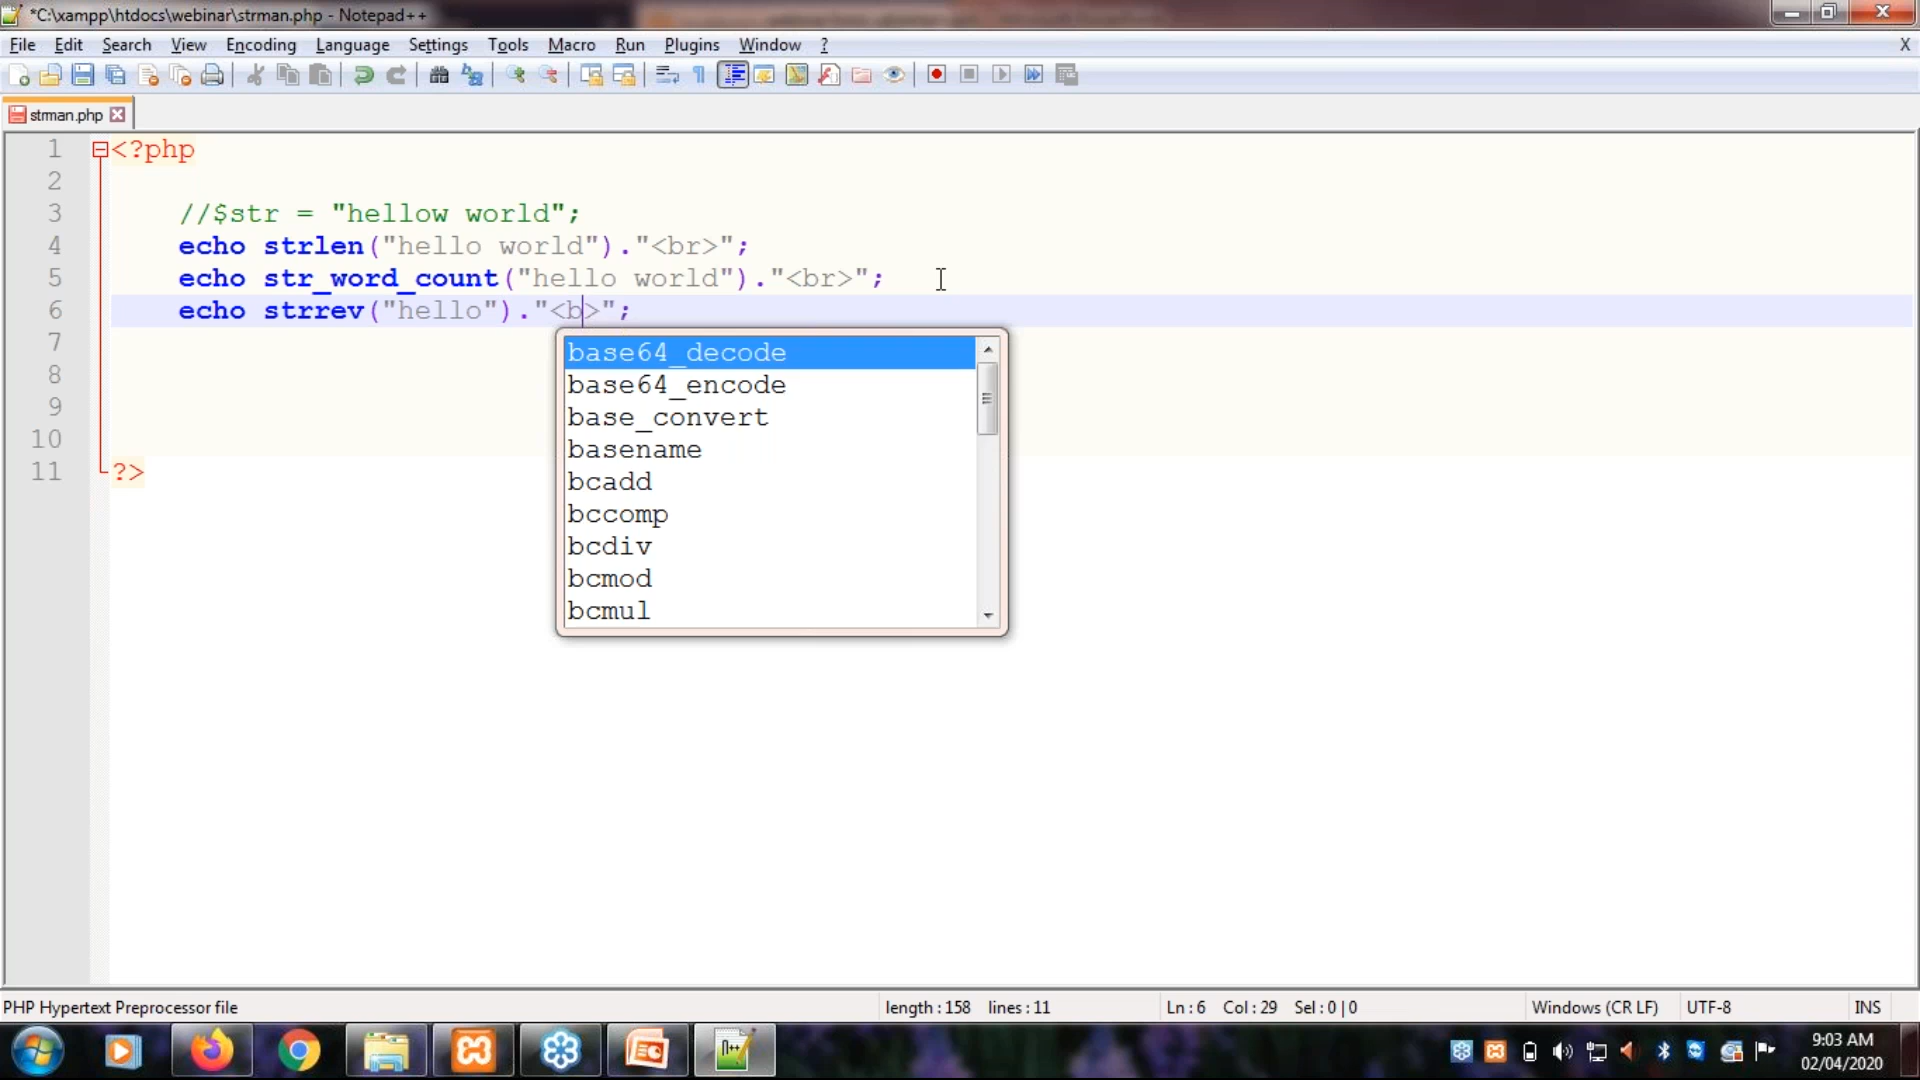 *C:\xampp\htdocs\webinar\strman.php - Notepad++
File Edit Search View Encoding Language Settings Tools Macro Run Plugins Window ? X
strman.php
1 <?php
2
3 //$str = "hellow world";
4 echo strlen("hello world")."<br>";
5 echo str_word_count("hello world")."<br>";
6 echo strrev("hello")."<b>";
7
8
9
10
11 ?>
base64_decode
base64_encode
base_convert
basename
bcadd
bccomp
bcdiv
bcmod
bcmul
PHP Hypertext Preprocessor file length : 158 lines : 11 Ln : 6 Col : 29 Sel : 0 | 0 Windows (CR LF) UTF-8 INS
9:03 AM
02/04/2020